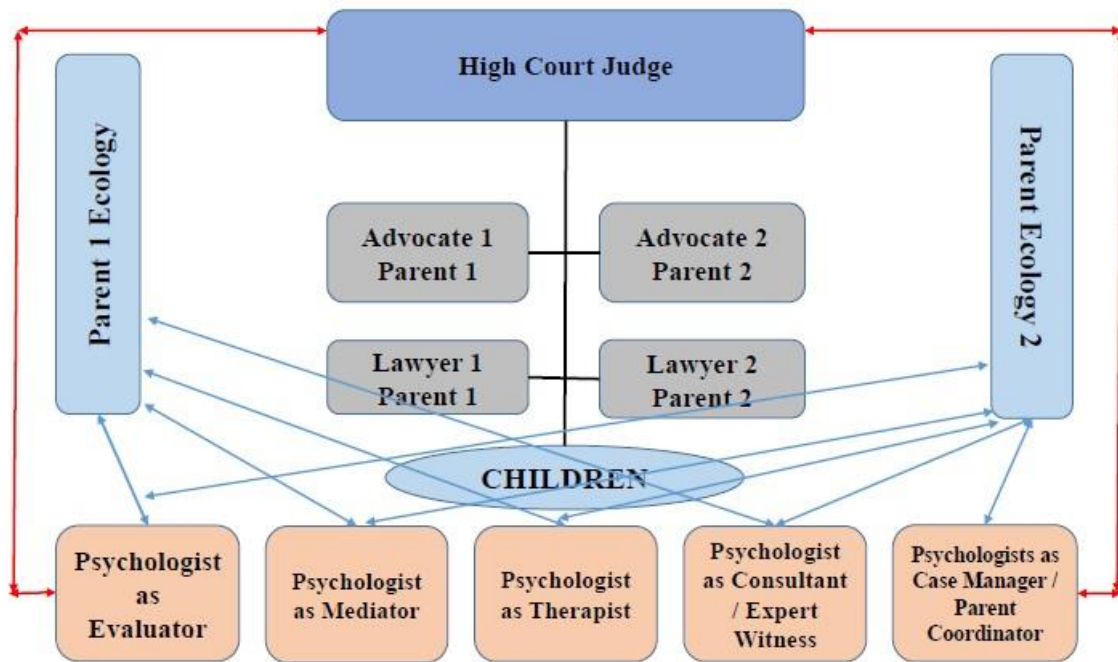 High Court Judge
Parent 1 Ecology
Parent Ecology 2
Advocate 1
Parent 1
Advocate 2
Parent 2
Lawyer 1
Parent 1
Lawyer 2
Parent 2
CHILDREN
Psychologist
as
Evaluator
Psychologist
as Mediator
Psychologist
as Therapist
Psychologist
as Consultant
/ Expert
Witness
Psychologists as
Case Manager /
Parent
Coordinator